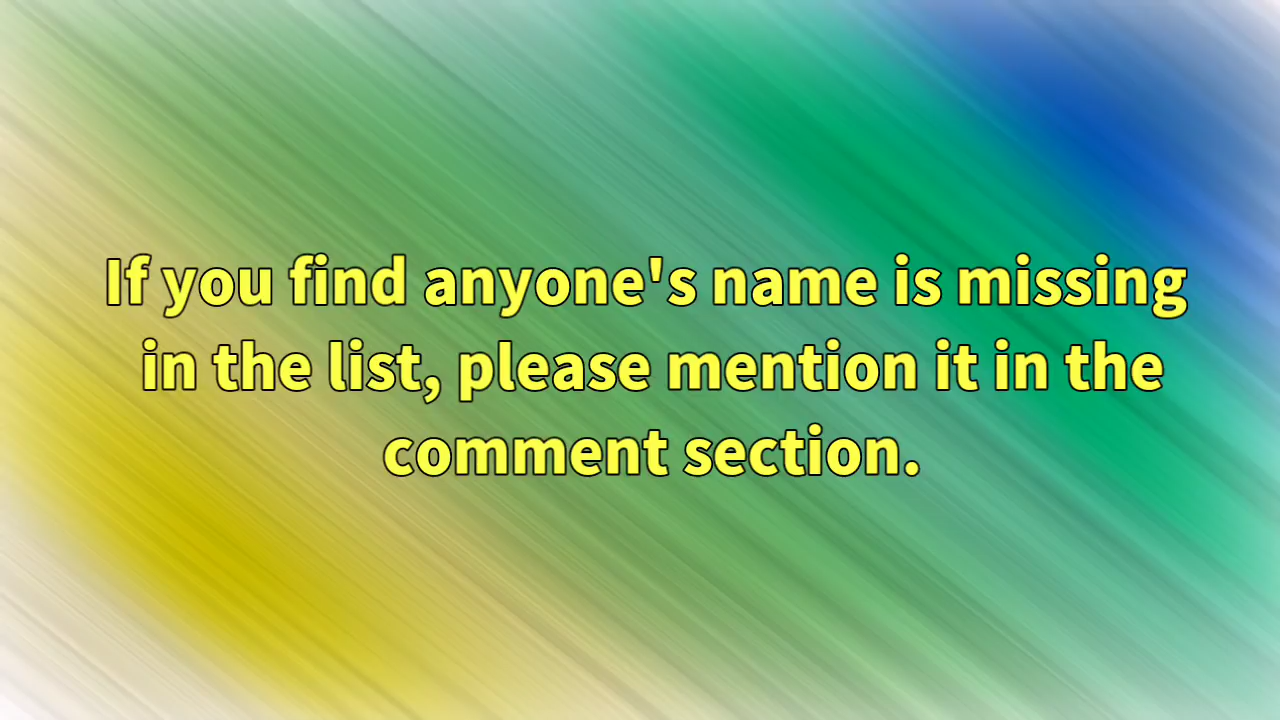 If you find anyone's name is missing
in the list, please mention it in the
comment section.